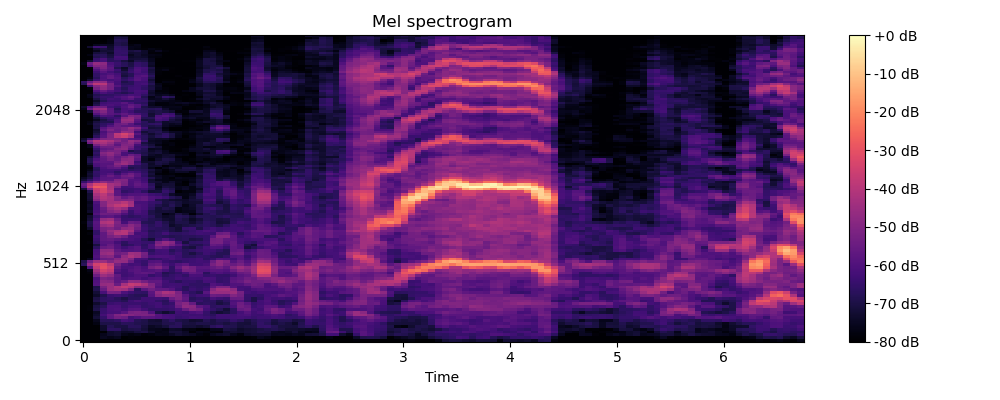 Mel spectrogram
Hz
2048
1024
512
0
0 1 2 3 4 5 6
Time
+0 dB
-10 dB
-20 dB
-30 dB
-40 dB
-50 dB
-60 dB
-70 dB
-80 dB